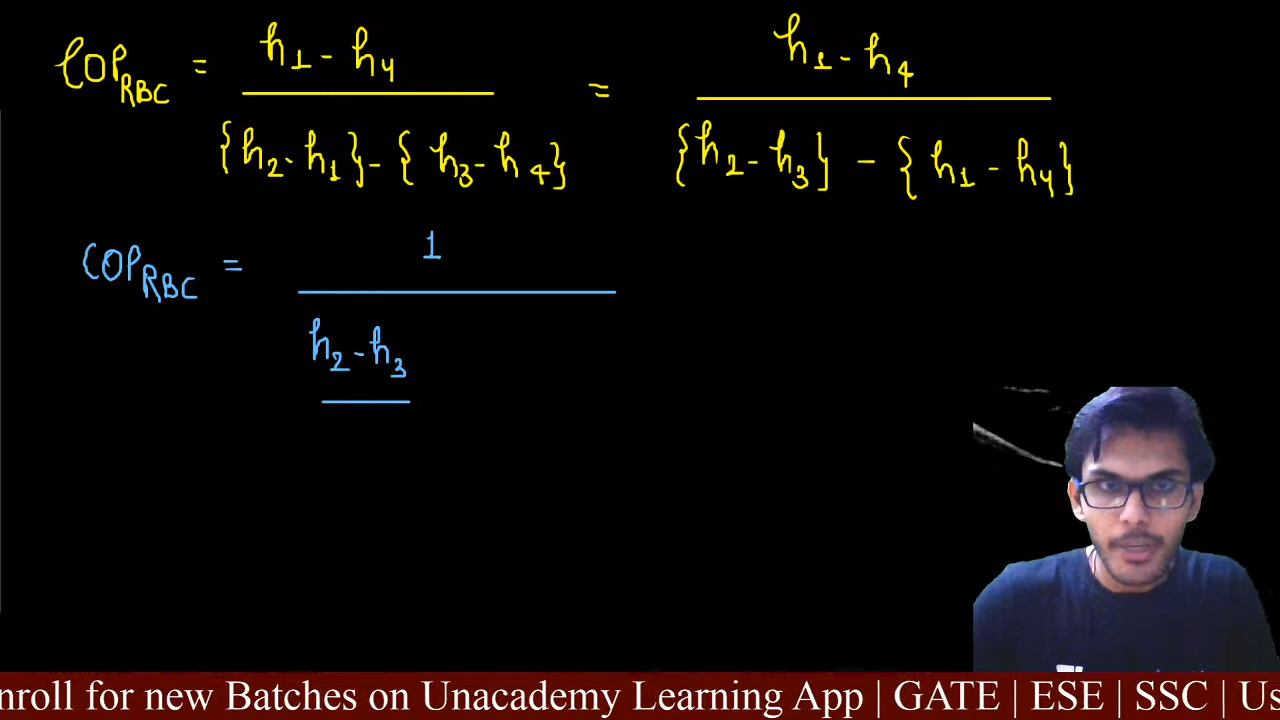 COP_RBC = (h1 - h4) / ({h2 - h1} - {h3 - h4}) = (h1 - h4) / ({h2 - h3} - {h1 - h4})
COP_RBC = 1 / (h2 - h3 /
nroll for new Batches on Unacademy Learning App | GATE | ESE | SSC | Us